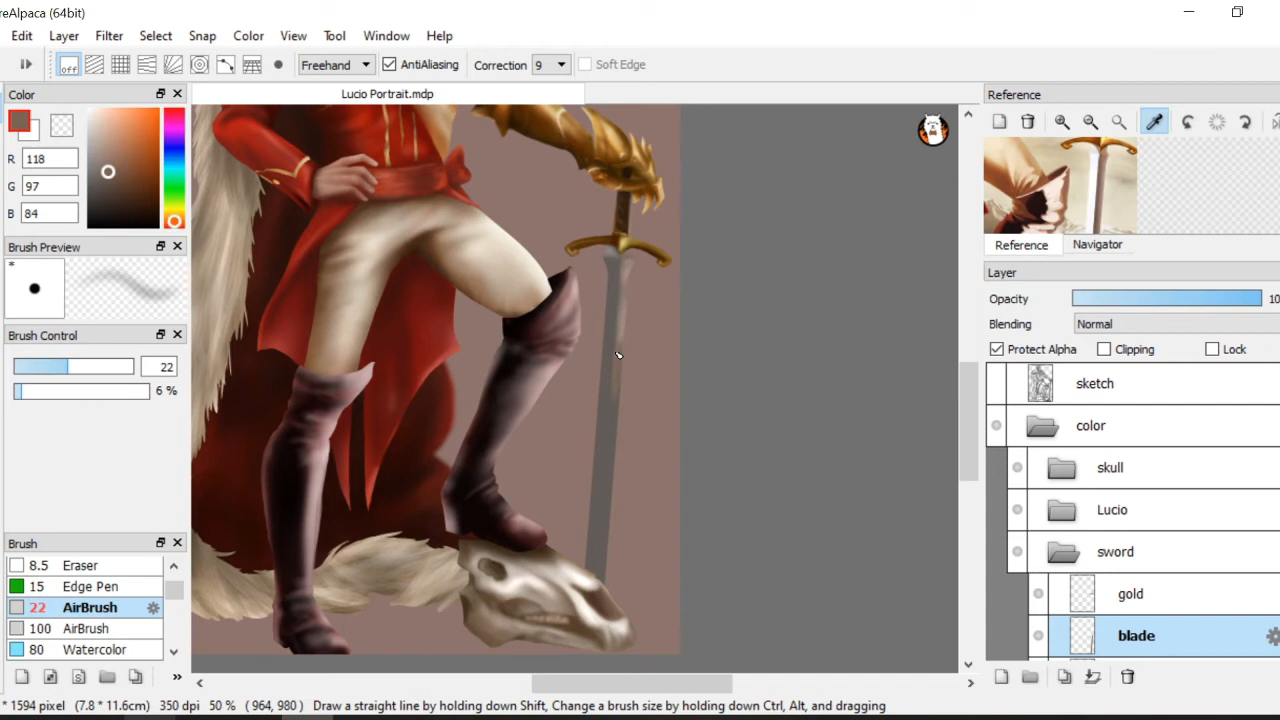 reAlpaca (64bit)
Edit Layer Filter Select Snap Color View Tool Window Help
off Freehand AntiAliasing Correction 9 Soft Edge
Color
Lucio Portrait.mdp
Reference
R 118
G 97
B 84
Brush Preview
*
Reference Navigator
Layer
Opacity 10
Blending Normal
Brush Control
Protect Alpha Clipping Lock
22
6 %
sketch
color
skull
Lucio
sword
Brush
8.5 Eraser
15 Edge Pen
gold
22 AirBrush
100 AirBrush
blade
80 Watercolor
* 1594 pixel (7.8 * 11.6cm) 350 dpi 50 % ( 964, 980 ) Draw a straight line by holding down Shift, Change a brush size by holding down Ctrl, Alt, and dragging